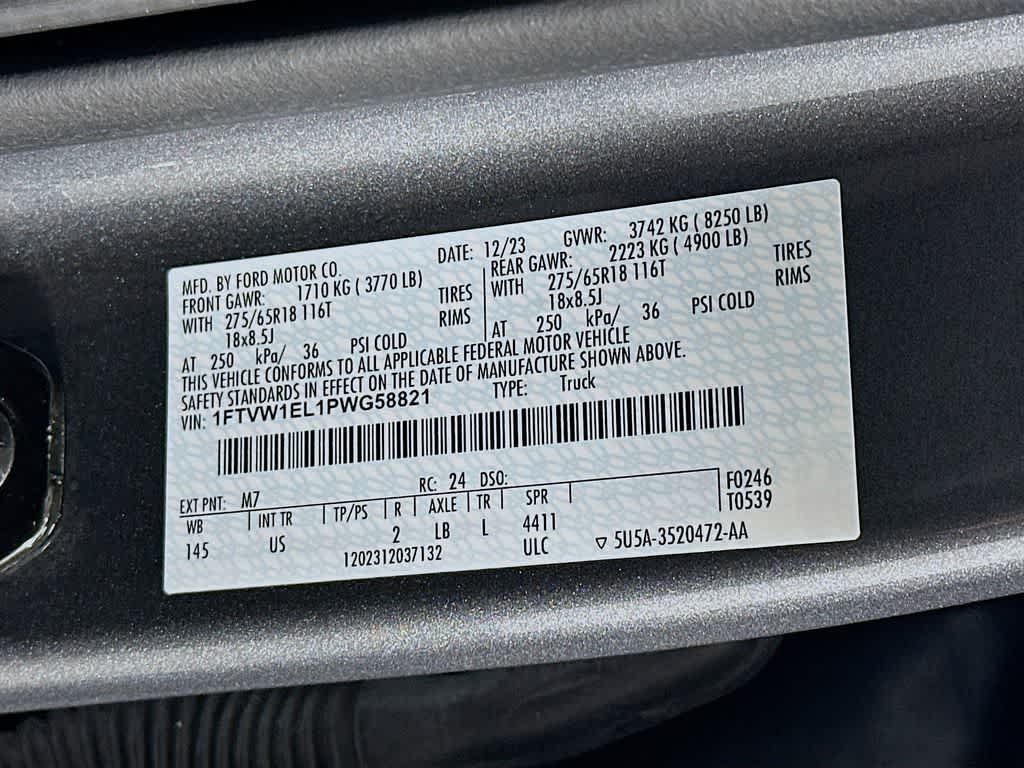 MFD. BY FORD MOTOR CO. DATE: 12/23 GVWR: 3742 KG ( 8250 LB)
FRONT GAWR: 1710 KG ( 3770 LB) REAR GAWR: 2223 KG ( 4900 LB)
WITH 275/65R18 116T TIRES WITH 275/65R18 116T TIRES
18x8.5J RIMS 18x8.5J RIMS
AT 250 kPa/ 36 PSI COLD AT 250 kPa/ 36 PSI COLD
THIS VEHICLE CONFORMS TO ALL APPLICABLE FEDERAL MOTOR VEHICLE
SAFETY STANDARDS IN EFFECT ON THE DATE OF MANUFACTURE SHOWN ABOVE.
VIN: 1FTVW1EL1PWG58821 TYPE: Truck
EXT PNT: M7 RC: 24 DSO: F0246
WB INT TR TP/PS R AXLE TR SPR T0539
145 US 2 LB L 4411
1202312037132 ULC ▽ 5U5A-3520472-AA